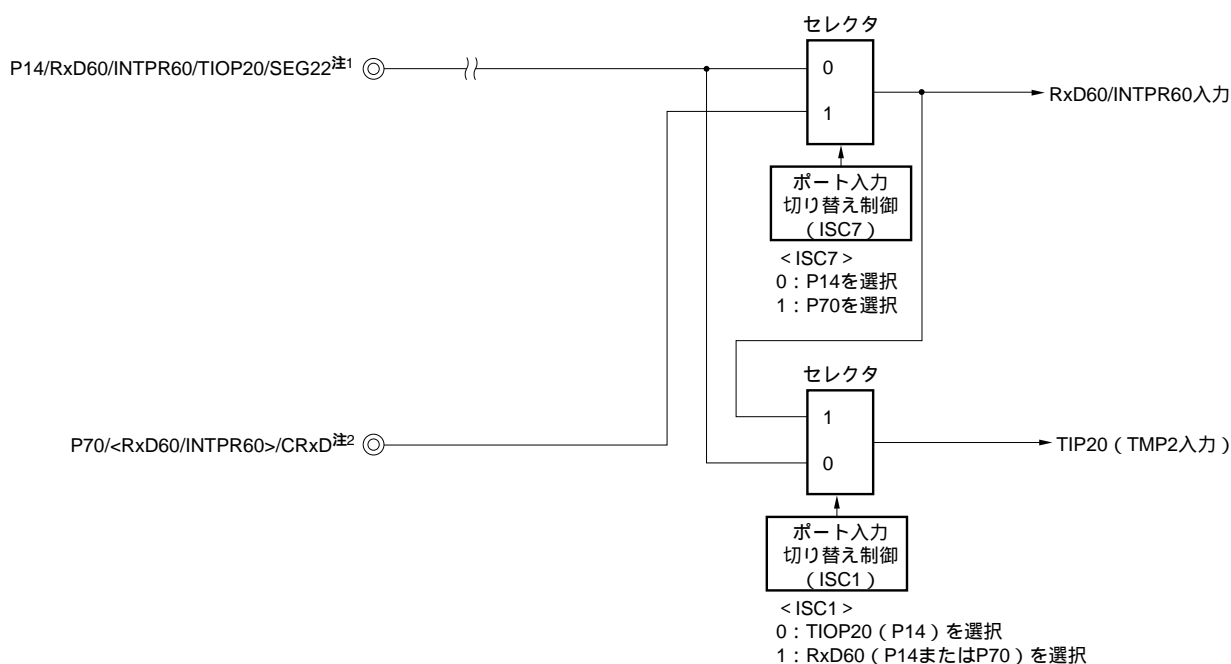 セレクタ
P14/RxD60/INTPR60/TIOP20/SEG22注1
0
1
RxD60/INTPR60入力
ポート入力
切り替え制御
（ISC7）
＜ISC7＞
0：P14を選択
1：P70を選択
セレクタ
P70/<RxD60/INTPR60>/CRxD注2
1
0
TIP20（TMP2入力）
ポート入力
切り替え制御
（ISC1）
＜ISC1＞
0：TIOP20（P14）を選択
1：RxD60（P14またはP70）を選択